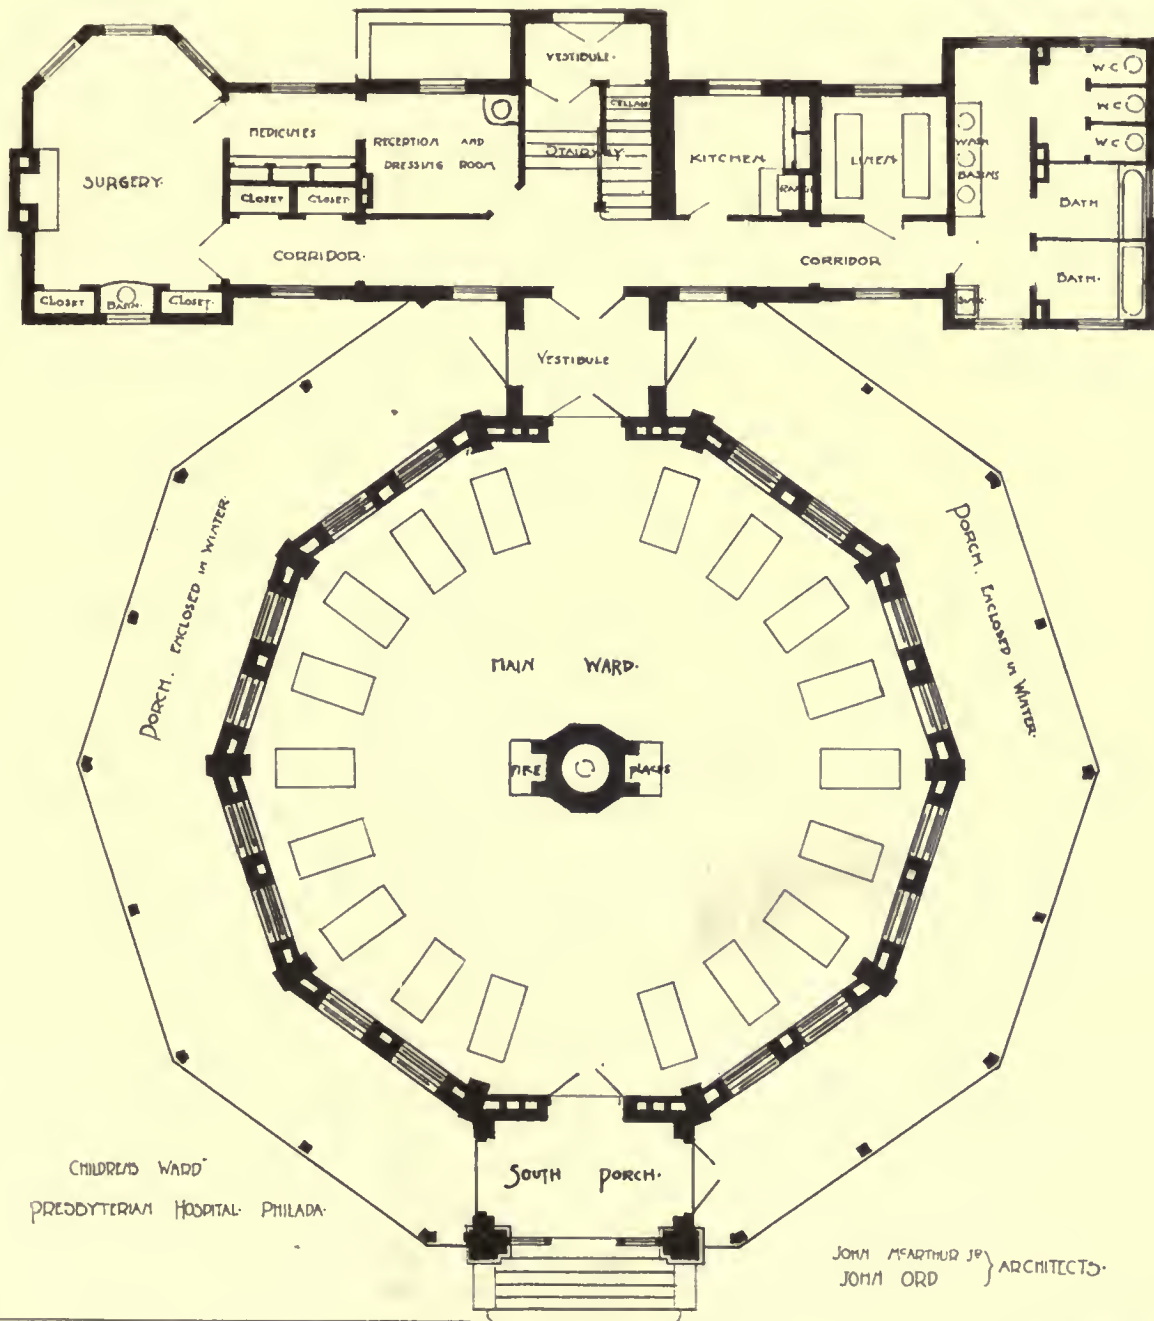 VESTIBULE.
CELLAR
W C
W C
W C
MEDICINES
RECEPTION AND
DRESSING ROOM
STAIRWAY
KITCHEN
LINEN
WASH
BASINS
SURGERY.
CLOSET
CLOSET
RANGE
BATH
CORRIDOR.
CORRIDOR
BATH.
CLOSET
BASIN.
CLOSET.
SINK
VESTIBULE
PORCH. ENCLOSED IN WINTER.
PORCH. ENCLOSED IN WINTER.
MAIN WARD.
FIRE PLACES
SOUTH PORCH.
CHILDRENS WARD
PRESBYTERIAN HOSPITAL. PHILADA.
JOHN MCARTHUR JR
JOHN ORD
ARCHITECTS.